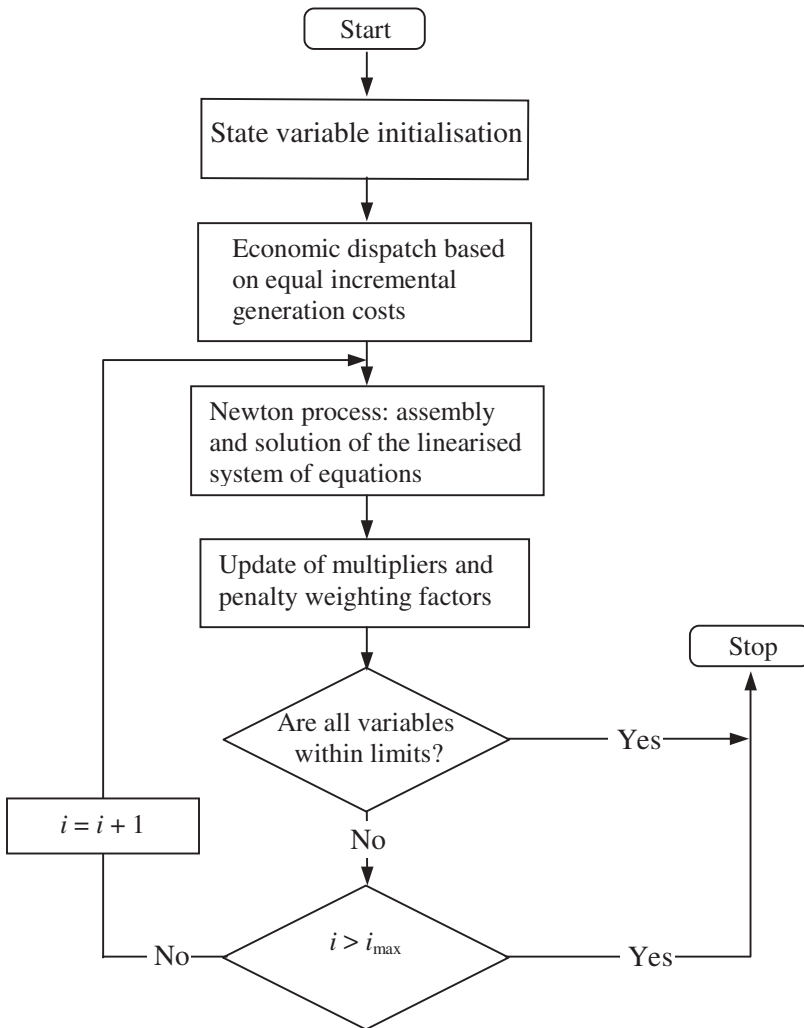 Start
State variable initialisation
Economic dispatch based
on equal incremental
generation costs
Newton process: assembly
and solution of the linearised
system of equations
Update of multipliers and
penalty weighting factors
Stop
Are all variables
within limits?
Yes
i = i + 1
No
i > imax
No
Yes